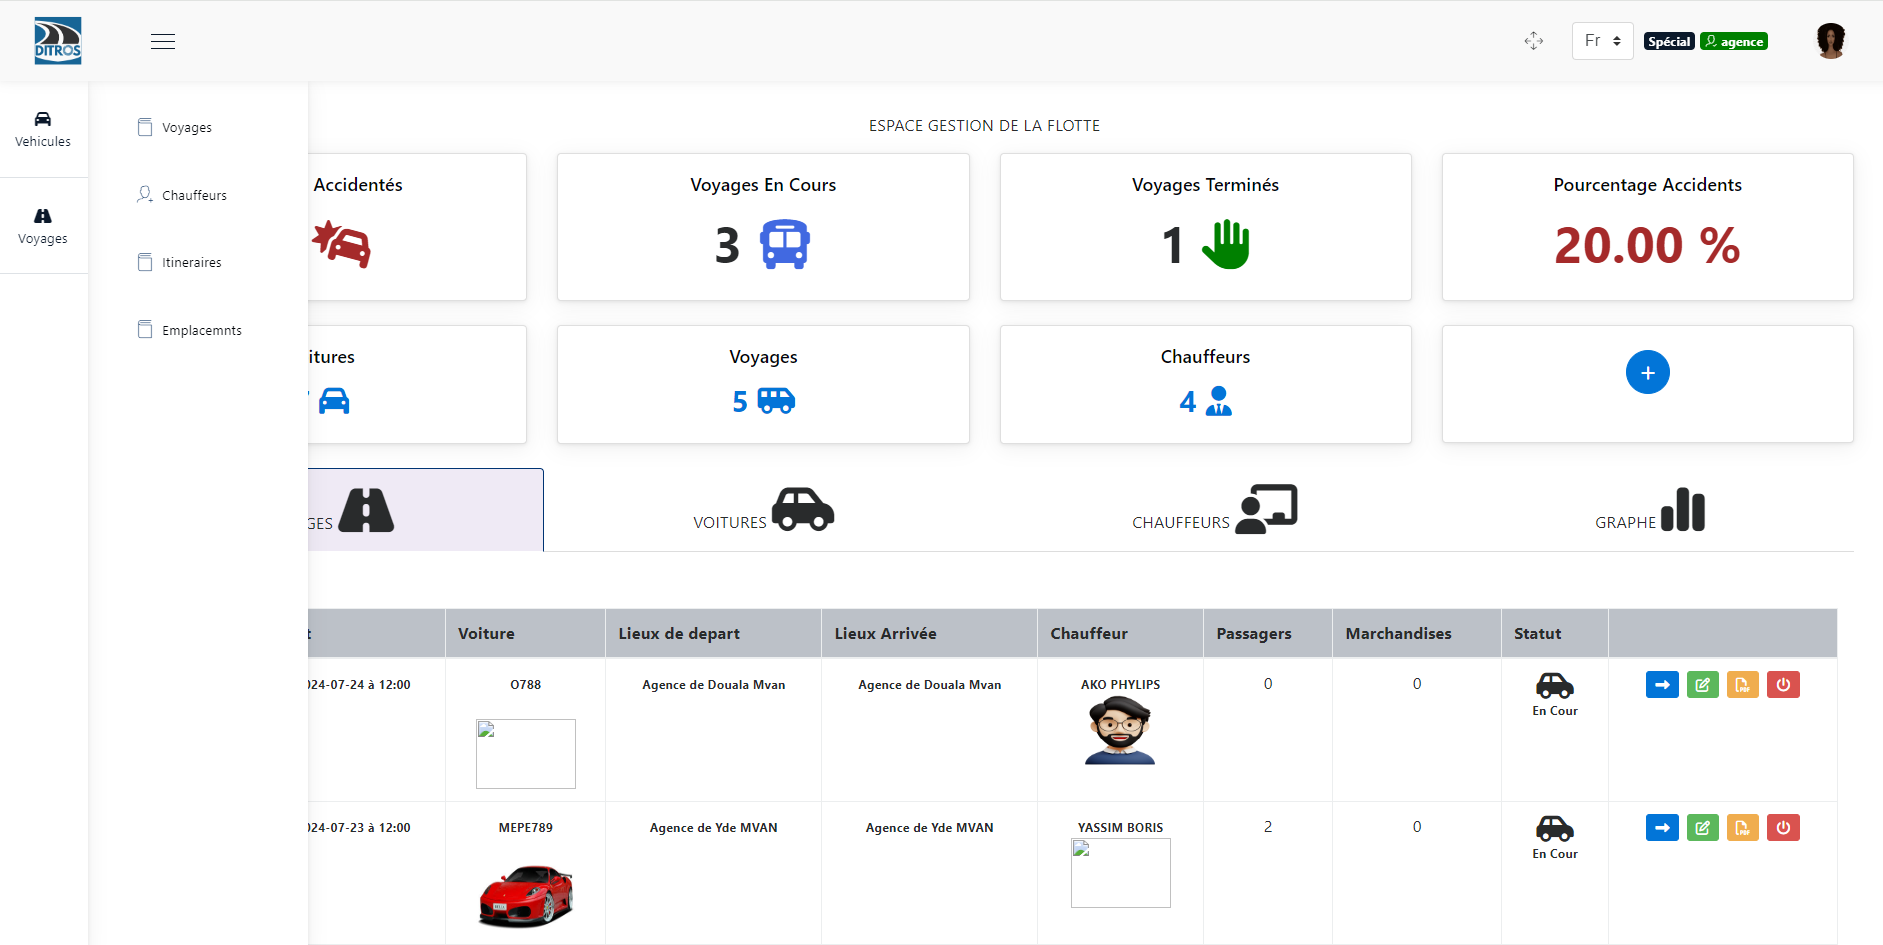 DITROS
Fr
Spécial
agence
Vehicules
Voyages
Voyages
Chauffeurs
Itineraires
Emplacemnts
ESPACE GESTION DE LA FLOTTE
Accidentés
Voyages En Cours
3
Voyages Terminés
1
Pourcentage Accidents
20.00 %
itures
Voyages
5
Chauffeurs
4
+
GES
VOITURES
CHAUFFEURS
GRAPHE
Voiture
Lieux de depart
Lieux Arrivée
Chauffeur
Passagers
Marchandises
Statut
24-07-24 à 12:00
O788
Agence de Douala Mvan
Agence de Douala Mvan
AKO PHYLIPS
0
0
En Cour
PDF
24-07-23 à 12:00
MEPE789
Agence de Yde MVAN
Agence de Yde MVAN
YASSIM BORIS
2
0
En Cour
PDF